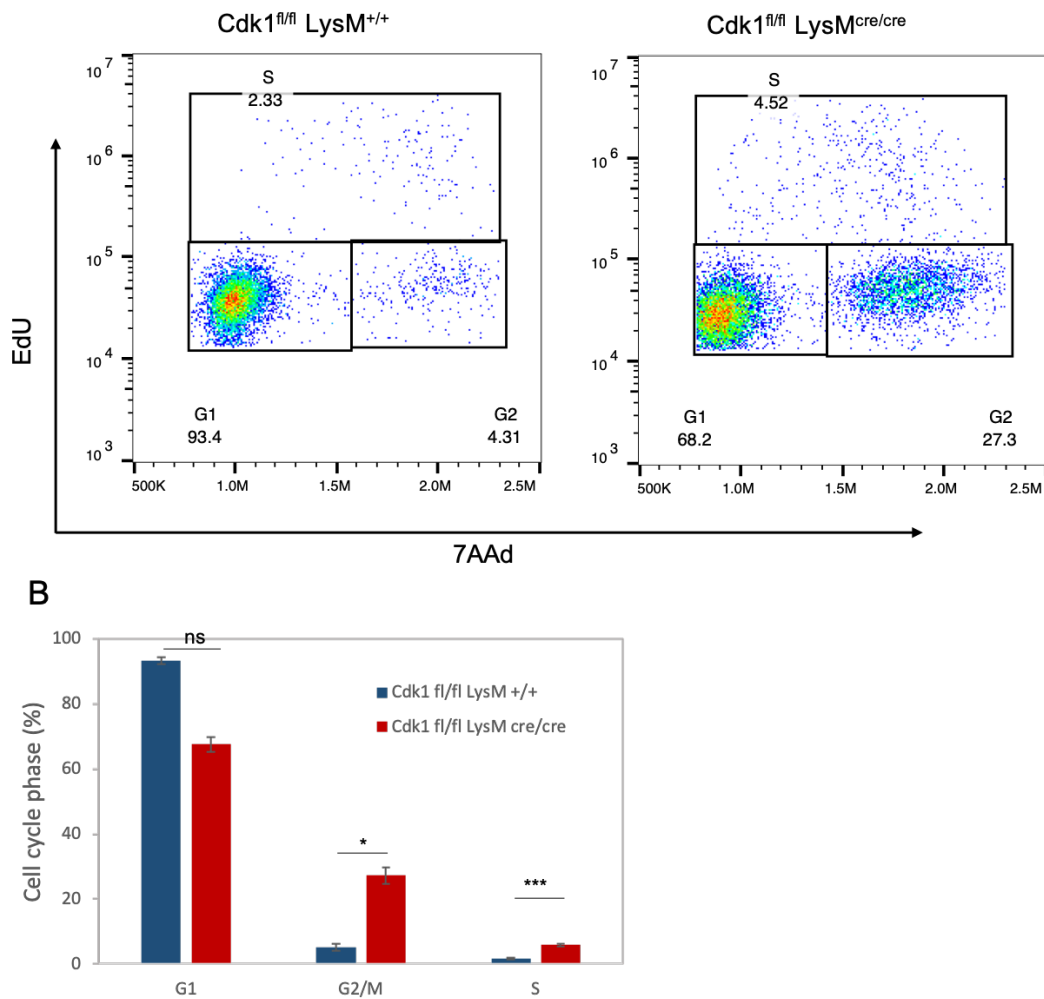 Cdk1fl/fl LysM+/+
Cdk1fl/fl LysMcre/cre
10^7
10^6
10^5
10^4
10^3
S
2.33
G1
93.4
G2
4.31
500K 1.0M 1.5M 2.0M 2.5M
10^7
10^6
10^5
10^4
10^3
S
4.52
G1
68.2
G2
27.3
500K 1.0M 1.5M 2.0M 2.5M
EdU
7AAd
B
100
80
60
40
20
0
Cell cycle phase (%)
ns
*
***
Cdk1 fl/fl LysM +/+
Cdk1 fl/fl LysM cre/cre
G1 G2/M S